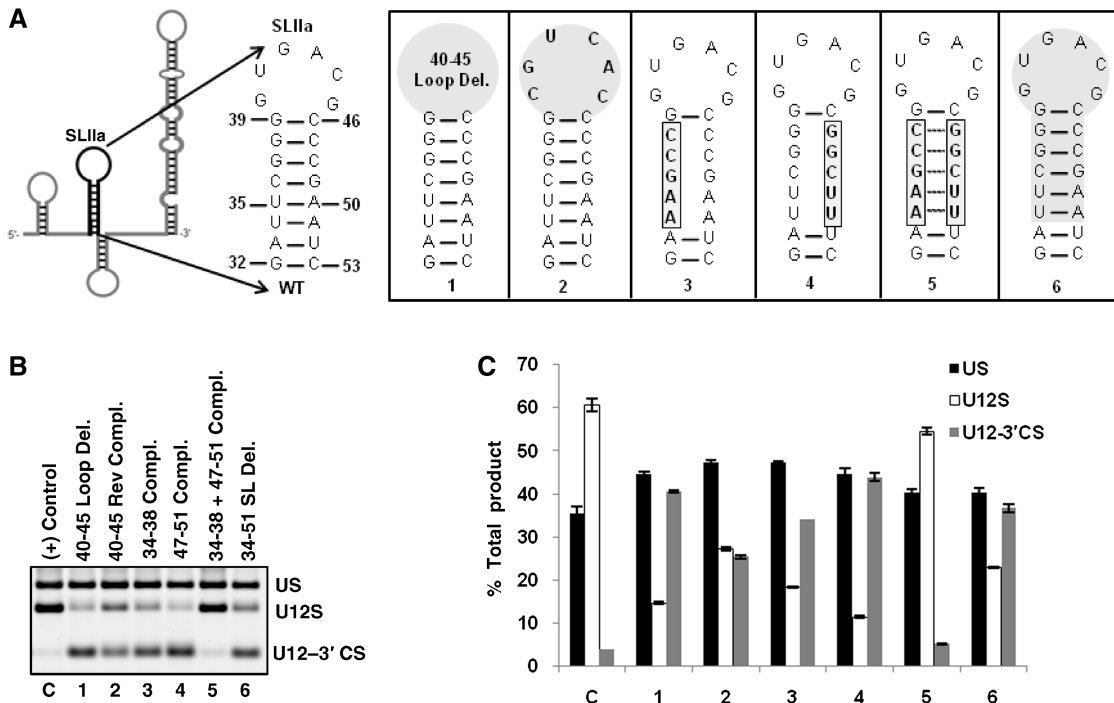 A
SLIIa
5'-
-3'
SLIIa
U G A C G G
39 G — C 46
G — C
G — C
C — G
35 U — A 50
U — A
A — U
32 G — C 53
WT
40-45
Loop Del.
G — C
G — C
G — C
C — G
U — A
U — A
A — U
G — C
1
C G U C A C
G — C
G — C
G — C
C — G
U — A
U — A
A — U
G — C
2
G U G A C G
G — C
C C
C C
G G
A A
A A
A — U
G — C
3
G U G A C G
G — C
G G
G G
C C
U U
U U
A — U
G — C
4
G U G A C G
G — C
C G
C G
G C
A U
A U
A — U
G — C
5
G U G A C G
G — C
G — C
G — C
C — G
U — A
U — A
A — U
G — C
6
B
(+) Control
40-45 Loop Del.
40-45 Rev Compl.
34-38 Compl.
47-51 Compl.
34-38 + 47-51 Compl.
34-51 SL Del.
US
U12S
U12–3′ CS
C 1 2 3 4 5 6
C
% Total product
70
60
50
40
30
20
10
0
US
U12S
U12-3′CS
C 1 2 3 4 5 6